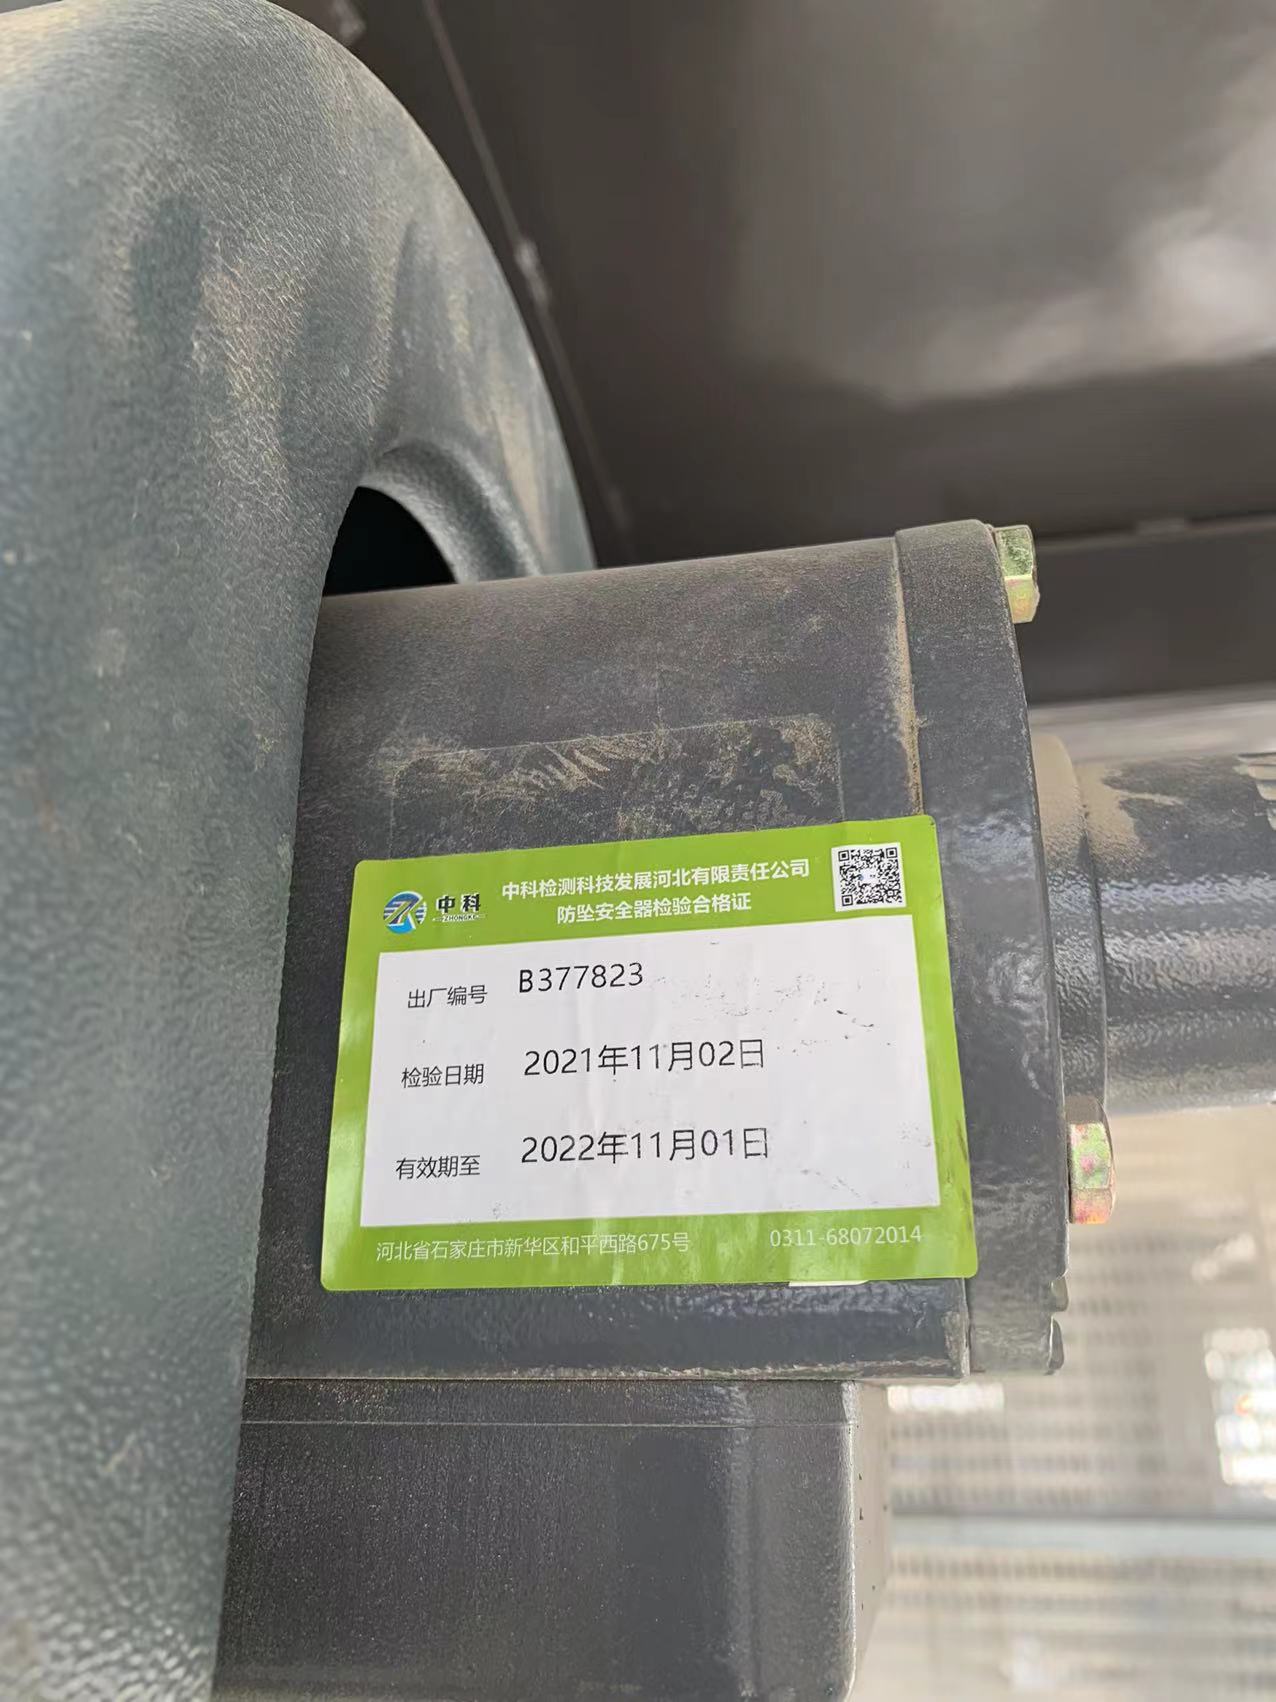 中科
ZHONGKE
中科检测科技发展河北有限责任公司
防坠安全器检验合格证
出厂编号 B377823
检验日期 2021年11月02日
有效期至 2022年11月01日
河北省石家庄市新华区和平西路675号 0311-68072014